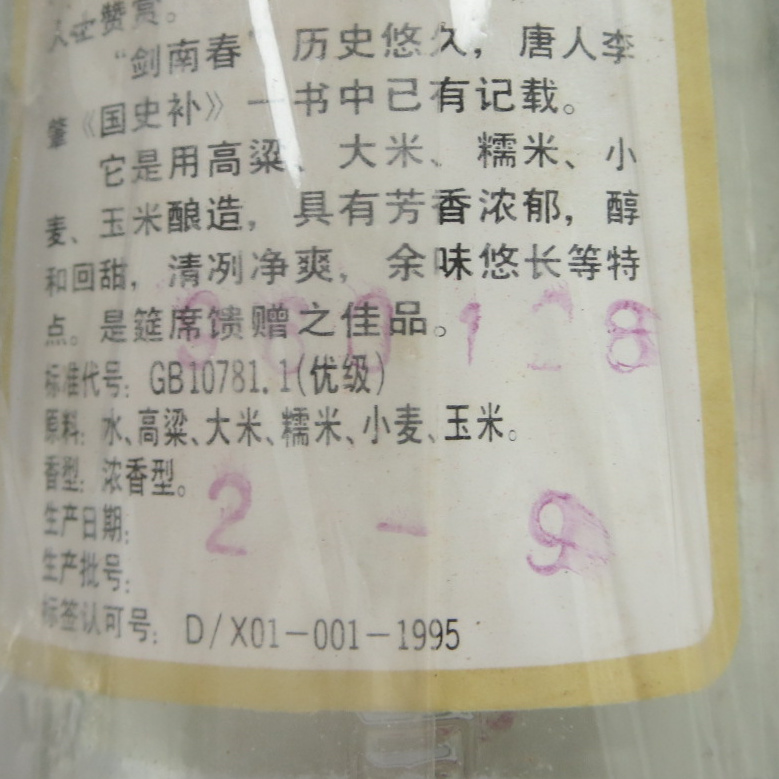 人士赞赏。
“剑南春”历史悠久，唐人李
肇《国史补》一书中已有记载。
它是用高粱、大米、糯米、小
麦、玉米酿造，具有芳香浓郁，醇
和回甜，清冽净爽，余味悠长等特
点。是筵席馈赠之佳品。
980128
标准代号：GB10781.1(优级)
原料：水、高粱、大米、糯米、小麦、玉米。
香型：浓香型。
2-9
生产日期：
生产批号：
标签认可号：D/X01-001-1995